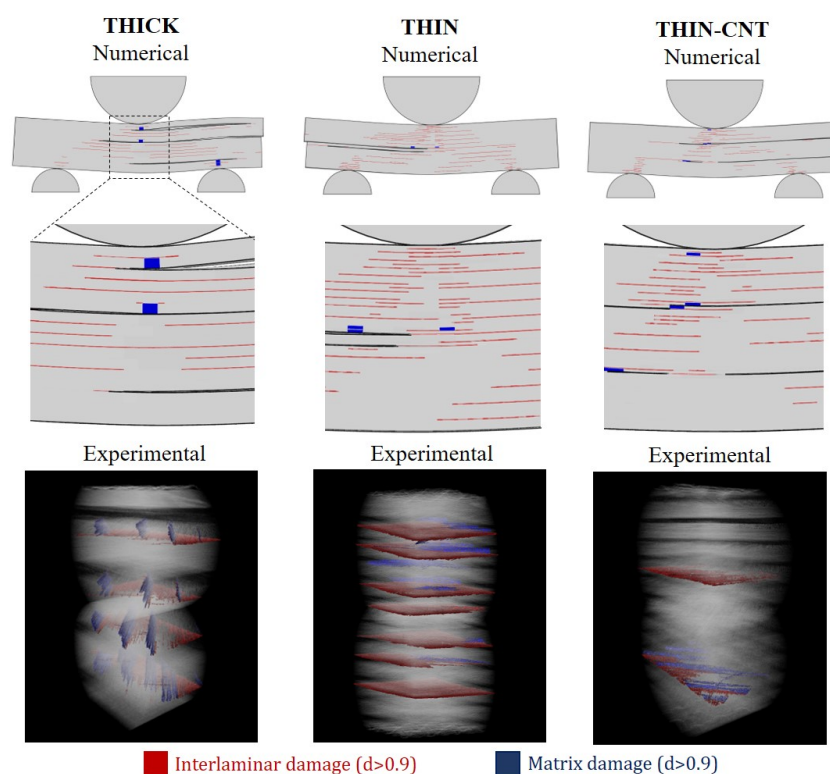 THICK
Numerical
THIN
Numerical
THIN-CNT
Numerical
Experimental
Experimental
Experimental
Interlaminar damage (d>0.9)
Matrix damage (d>0.9)